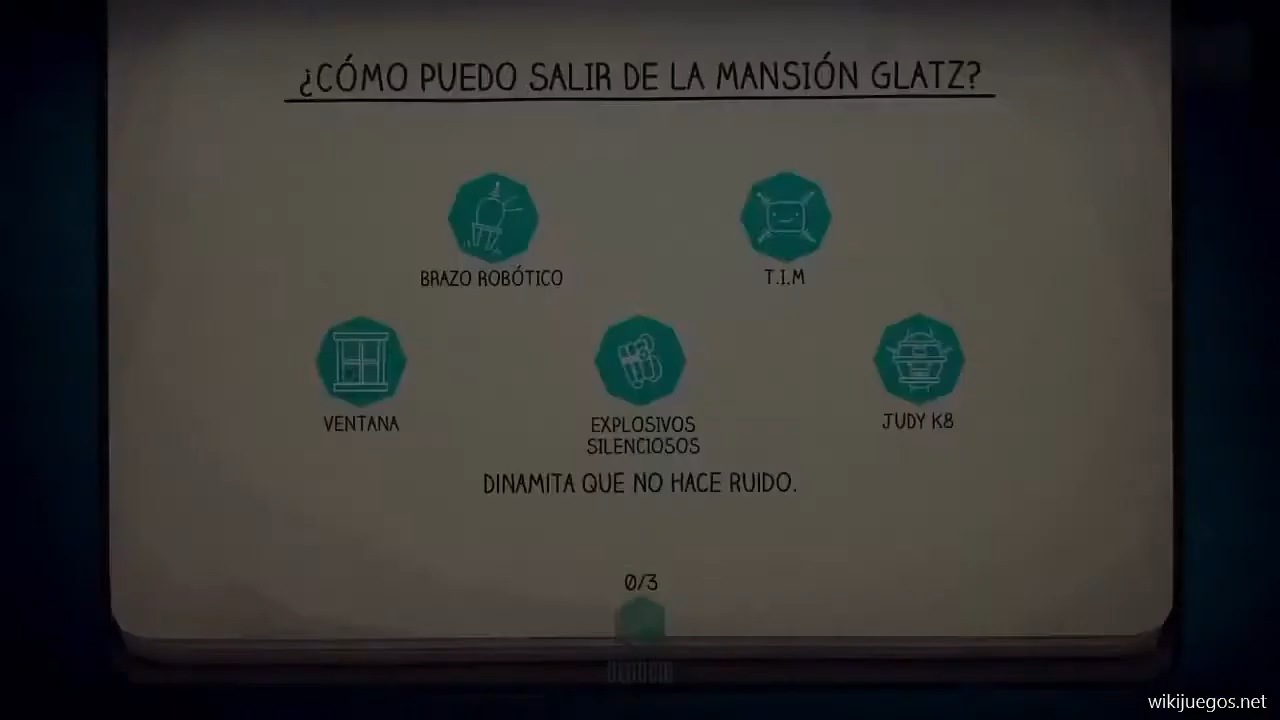 ¿CÓMO PUEDO SALIR DE LA MANSIÓN GLATZ?
BRAZO ROBÓTICO
T.I.M
VENTANA
EXPLOSIVOS
SILENCIOSOS
JUDY K8
DINAMITA QUE NO HACE RUIDO.
0/3
wikijuegos.net